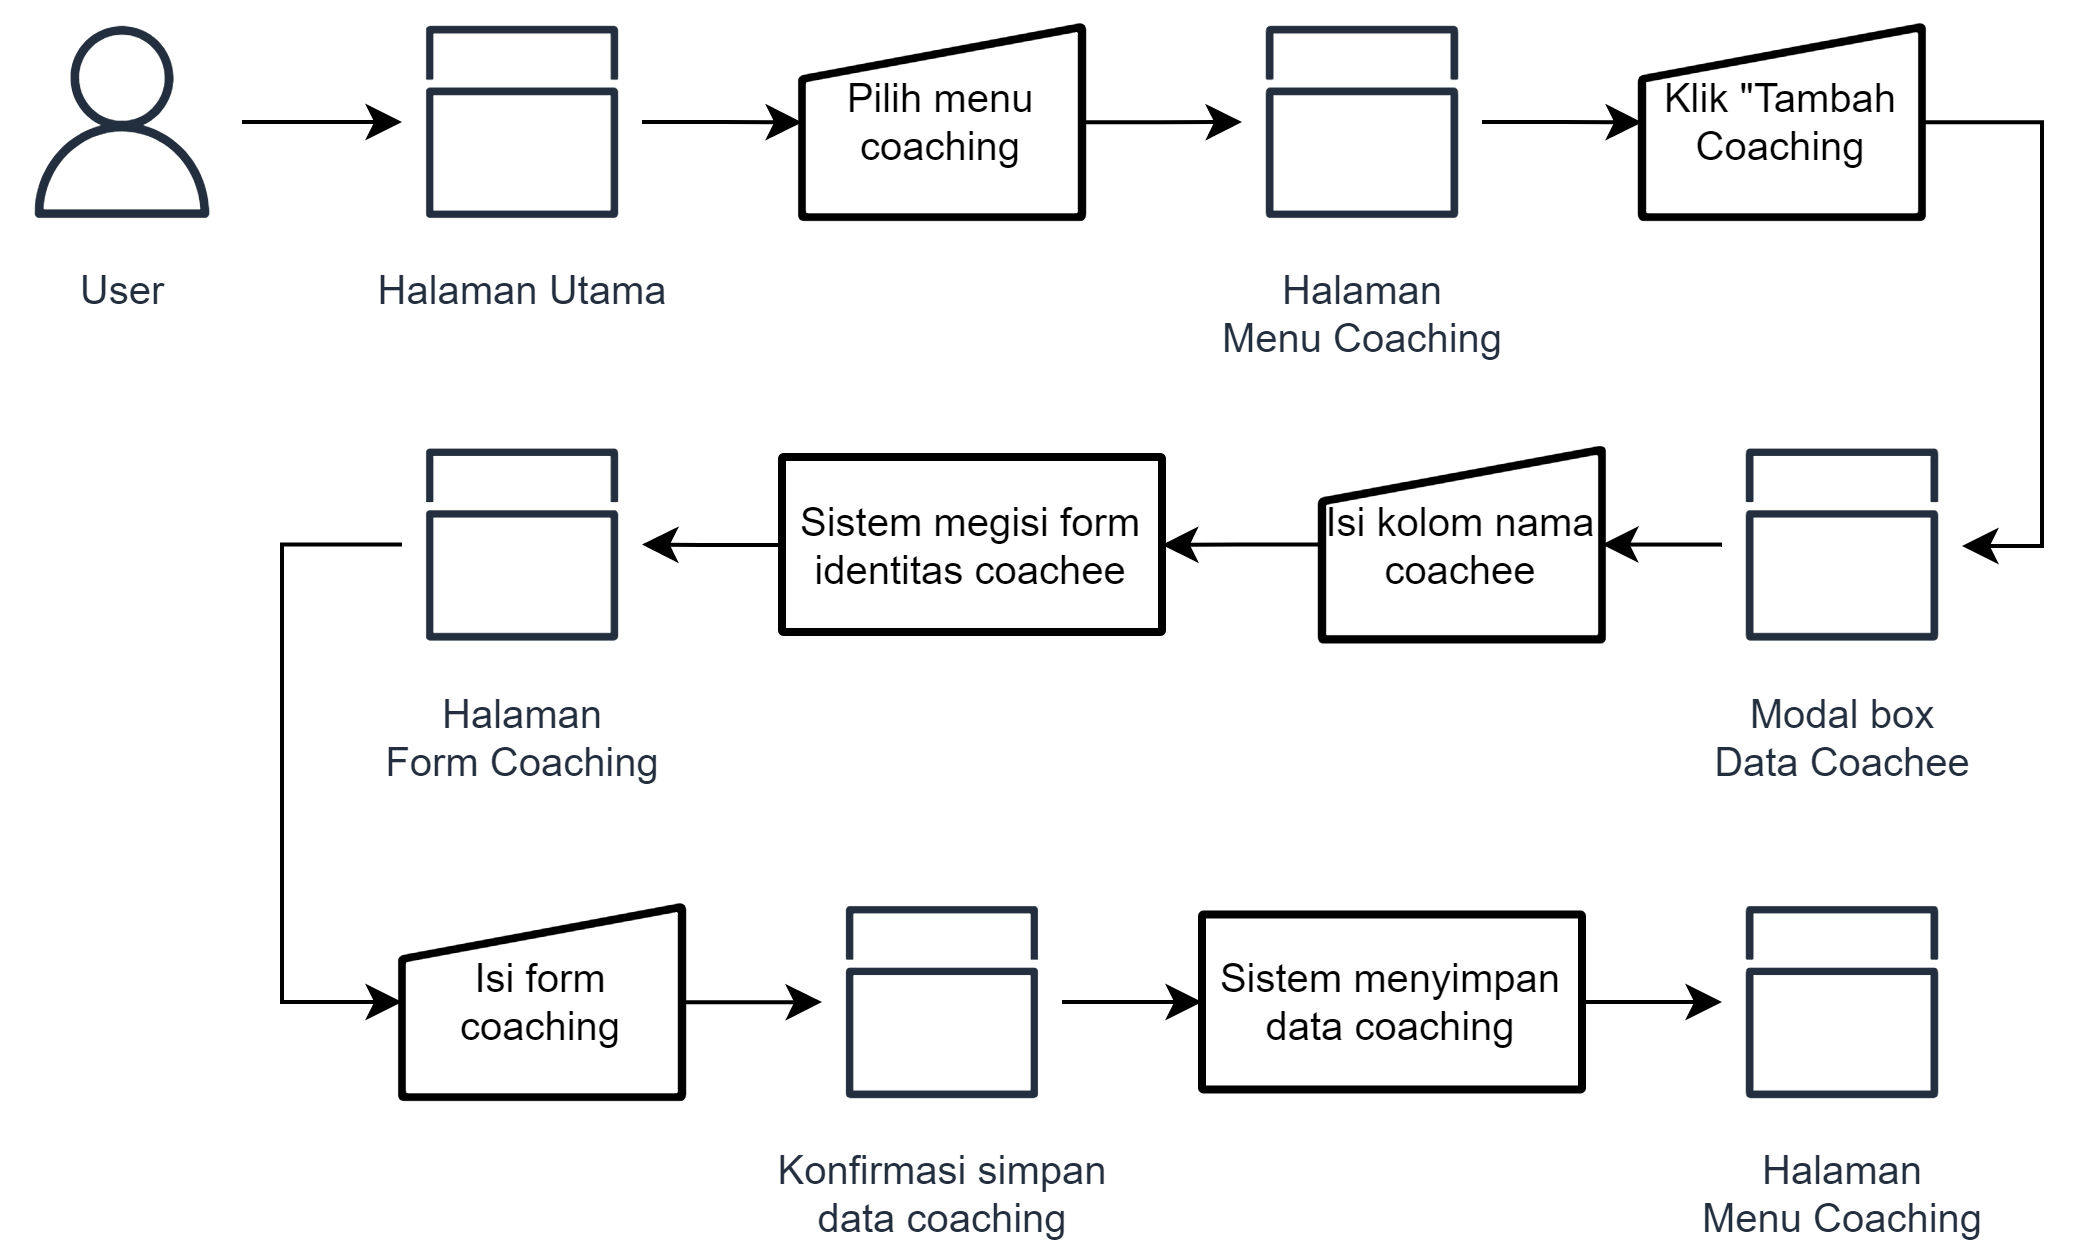 Pilih menu
coaching
Klik "Tambah
Coaching
User
Halaman Utama
Halaman
Menu Coaching
Sistem megisi form
identitas coachee
Isi kolom nama
coachee
Halaman
Form Coaching
Modal box
Data Coachee
Isi form
coaching
Sistem menyimpan
data coaching
Konfirmasi simpan
data coaching
Halaman
Menu Coaching